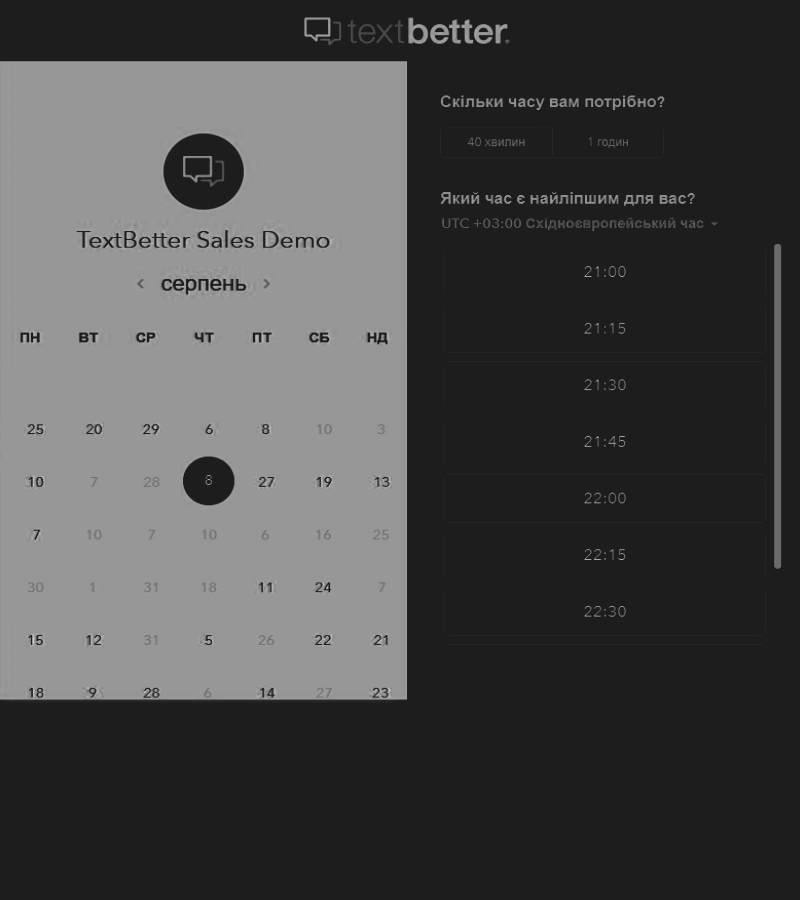 textbetter.
TextBetter Sales Demo
серпень
ПН ВТ СР ЧТ ПТ СБ НД
25 20 29 6 8 10 3
10 7 28 8 27 19 13
7 10 7 10 6 16 25
30 1 31 18 11 24 7
15 12 31 5 26 22 21
18 9 28 6 14 27 23
Скільки часу вам потрібно?
40 хвилин 1 годин
Який час є найліпшим для вас?
UTC +03:00 Східноєвропейський час
21:00
21:15
21:30
21:45
22:00
22:15
22:30